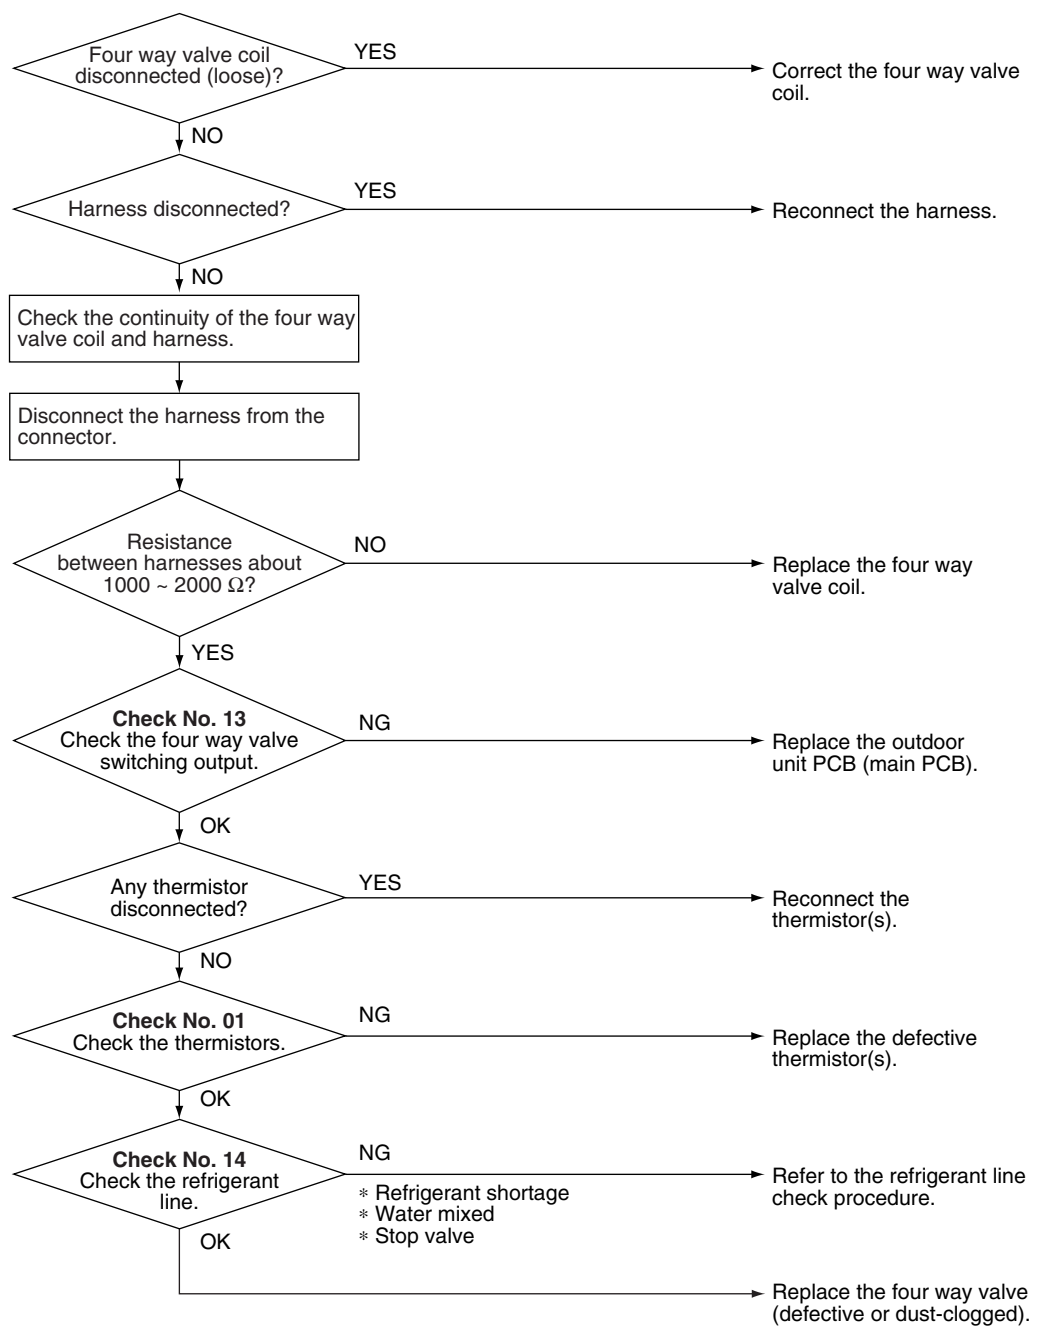 Four way valve coil
disconnected (loose)?
YES
Correct the four way valve
coil.
NO
Harness disconnected?
YES
Reconnect the harness.
NO
Check the continuity of the four way
valve coil and harness.
Disconnect the harness from the
connector.
Resistance
between harnesses about
1000 ~ 2000 Ω?
NO
Replace the four way
valve coil.
YES
Check No. 13
Check the four way valve
switching output.
NG
Replace the outdoor
unit PCB (main PCB).
OK
Any thermistor
disconnected?
YES
Reconnect the
thermistor(s).
NO
Check No. 01
Check the thermistors.
NG
Replace the defective
thermistor(s).
OK
Check No. 14
Check the refrigerant
line.
NG
∗ Refrigerant shortage
∗ Water mixed
∗ Stop valve
Refer to the refrigerant line
check procedure.
OK
Replace the four way valve
(defective or dust-clogged).